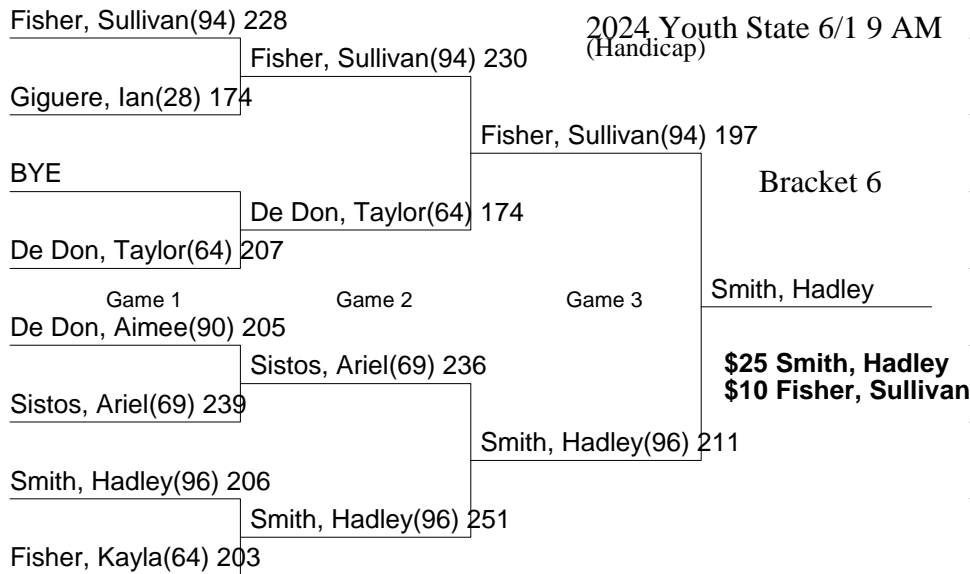 Fisher, Sullivan(94) 228
2024 Youth State 6/1 9 AM
(Handicap)
Fisher, Sullivan(94) 230
Giguere, Ian(28) 174
Fisher, Sullivan(94) 197
BYE
Bracket 6
De Don, Taylor(64) 174
De Don, Taylor(64) 207
Game 1
Game 2
Game 3
Smith, Hadley
De Don, Aimee(90) 205
Sistos, Ariel(69) 236
$25 Smith, Hadley
$10 Fisher, Sullivan
Sistos, Ariel(69) 239
Smith, Hadley(96) 211
Smith, Hadley(96) 206
Smith, Hadley(96) 251
Fisher, Kayla(64) 203